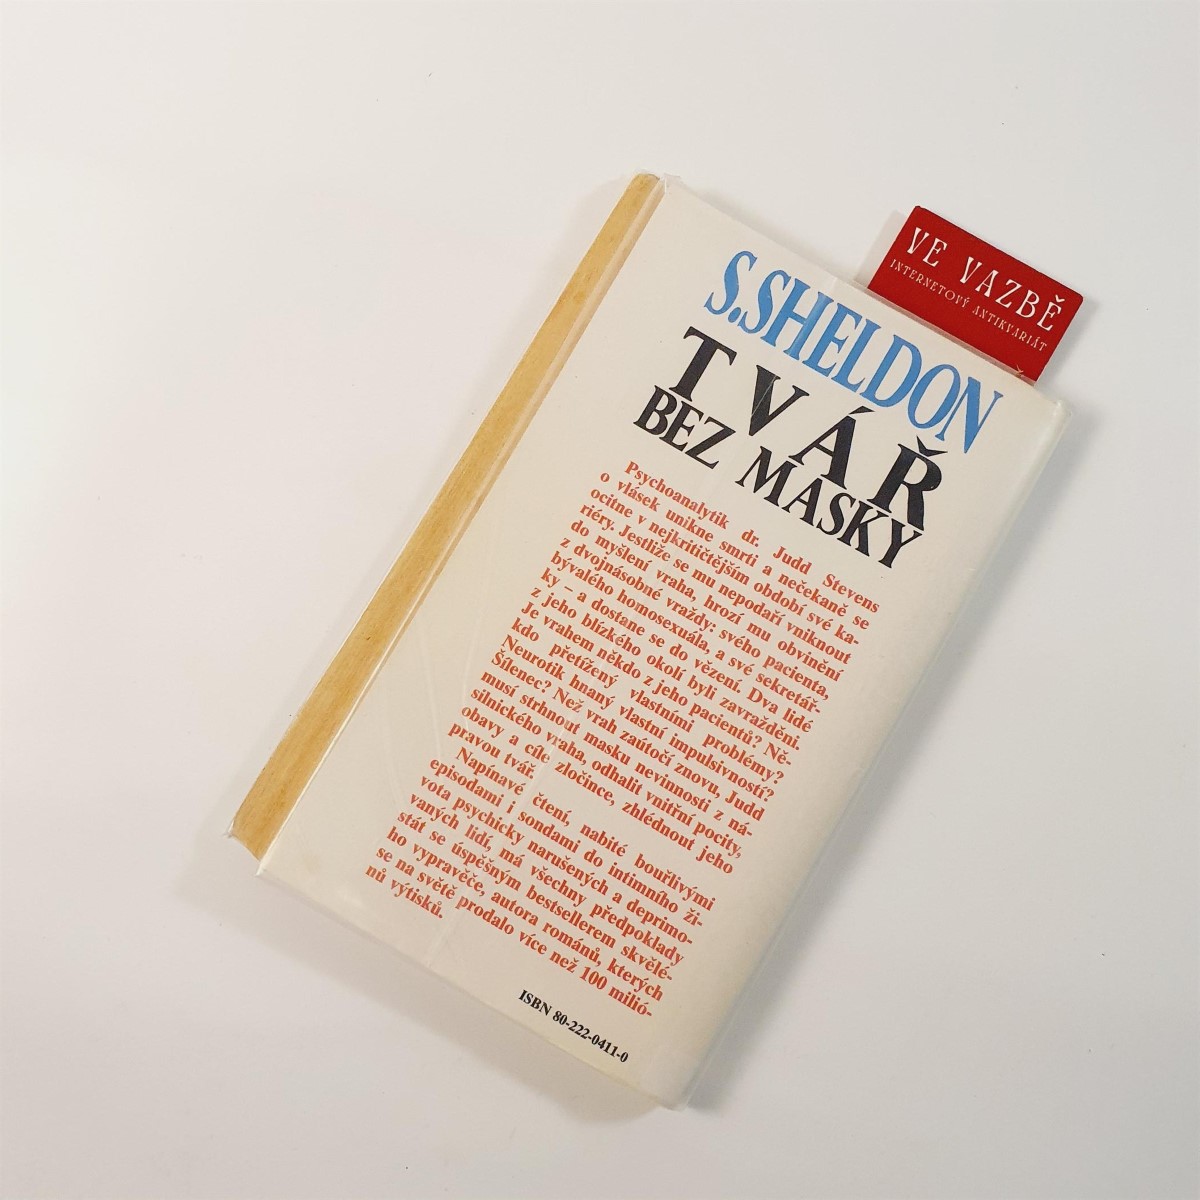 VE VAZBĚ
INTERNETOVÝ ANTIKVARIÁT
S.SHELDON
TVÁŘ
BEZ MASKY
Psychoanalytik dr. Judd Stevens
o vlásek unikne smrti a nečekaně se
ocitne v nejkritičtějším období své ka-
riéry. Jestliže se mu nepodaří vniknout
do myšlení vraha, hrozí mu obvinění
z dvojnásobné vraždy: svého pacienta,
bývalého homosexuála, a své sekretář-
ky – a dostane se do vězení. Dva lidé
z jeho blízkého okolí byli zavražděni.
Je vrahem někdo z jeho pacientů? Ně-
kdo přetížený vlastními problémy?
Neurotik hnaný vlastní impulsivností?
Šílenec? Než vrah zaútočí znovu, Judd
musí strhnout masku nevinnosti z ná-
silnického vraha, odhalit vnitřní pocity,
obavy a cíle zločince, zhlédnout jeho
pravou tvář.
Napínavé čtení, nabité bouřlivými
episodami i sondami do intimního ži-
vota psychicky narušených a deprimo-
vaných lidí, má všechny předpoklady
stát se úspěšným bestsellerem skvělé-
ho vypravěče, autora románů, kterých
se na světě prodalo více než 100 milió-
nů výtisků.
ISBN 80-222-0411-0